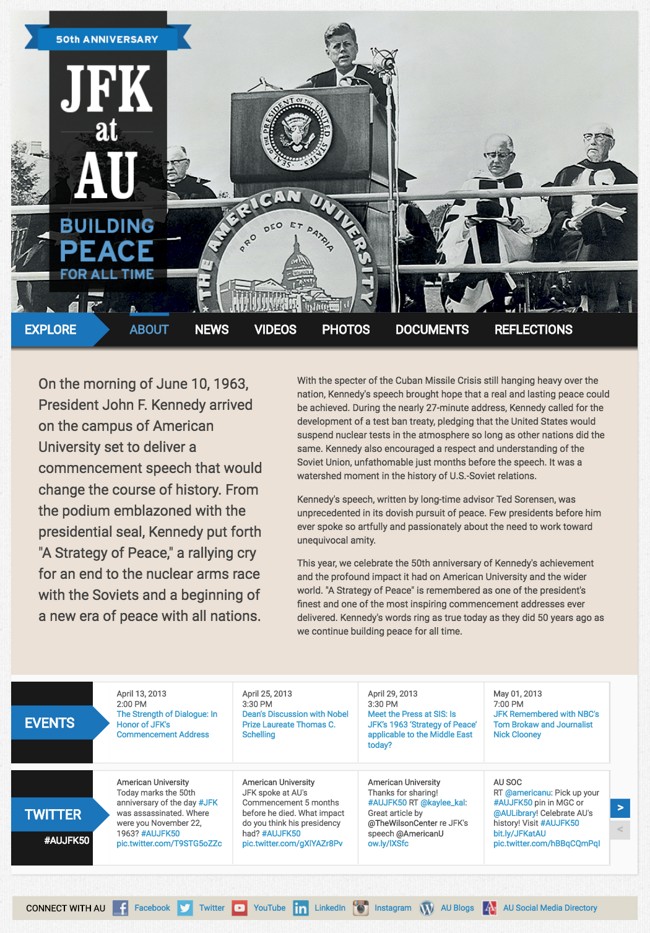 50th ANNIVERSARY
JFK
at
AU
BUILDING
PEACE
FOR ALL TIME
SEAL OF THE PRESIDENT OF THE UNITED STATES
THE AMERICAN UNIVERSITY
PRO DEO ET PATRIA
EXPLORE
ABOUT
NEWS
VIDEOS
PHOTOS
DOCUMENTS
REFLECTIONS
On the morning of June 10, 1963,
President John F. Kennedy arrived
on the campus of American
University set to deliver a
commencement speech that would
change the course of history. From
the podium emblazoned with the
presidential seal, Kennedy put forth
"A Strategy of Peace," a rallying cry
for an end to the nuclear arms race
with the Soviets and a beginning of
a new era of peace with all nations.
With the specter of the Cuban Missile Crisis still hanging heavy over the
nation, Kennedy's speech brought hope that a real and lasting peace could
be achieved. During the nearly 27-minute address, Kennedy called for the
development of a test ban treaty, pledging that the United States would
suspend nuclear tests in the atmosphere so long as other nations did the
same. Kennedy also encouraged a respect and understanding of the
Soviet Union, unfathomable just months before the speech. It was a
watershed moment in the history of U.S.-Soviet relations.
Kennedy's speech, written by long-time advisor Ted Sorensen, was
unprecedented in its dovish pursuit of peace. Few presidents before him
ever spoke so artfully and passionately about the need to work toward
unequivocal amity.
This year, we celebrate the 50th anniversary of Kennedy's achievement
and the profound impact it had on American University and the wider
world. "A Strategy of Peace" is remembered as one of the president's
finest and one of the most inspiring commencement addresses ever
delivered. Kennedy's words ring as true today as they did 50 years ago as
we continue building peace for all time.
EVENTS
April 13, 2013
2:00 PM
The Strength of Dialogue: In
Honor of JFK's
Commencement Address
April 25, 2013
3:30 PM
Dean's Discussion with Nobel
Prize Laureate Thomas C.
Schelling
April 29, 2013
3:30 PM
Meet the Press at SIS: Is
JFK's 1963 'Strategy of Peace'
applicable to the Middle East
today?
May 01, 2013
7:00 PM
JFK Remembered with NBC's
Tom Brokaw and Journalist
Nick Clooney
TWITTER
#AUJFK50
American University
Today marks the 50th
anniversary of the day #JFK
was assassinated. Where
were you November 22,
1963? #AUJFK50
pic.twitter.com/T9STG5oZZc
American University
JFK spoke at AU's
Commencement 5 months
before he died. What impact
do you think his presidency
had? #AUJFK50
pic.twitter.com/gXlYAZr8Pv
American University
Thanks for sharing!
#AUJFK50 RT @kaylee_kal:
Great article by
@TheWilsonCenter re JFK's
speech @AmericanU
ow.ly/lXSfc
AU SOC
RT @americanu: Pick up your
#AUJFK50 pin in MGC or
@AULibrary! Celebrate AU's
history! Visit #AUJFK50
bit.ly/JFKatAU
pic.twitter.com/hBBqCQmPqI
>
<
CONNECT WITH AU
Facebook
Twitter
YouTube
LinkedIn
Instagram
AU Blogs
AU Social Media Directory